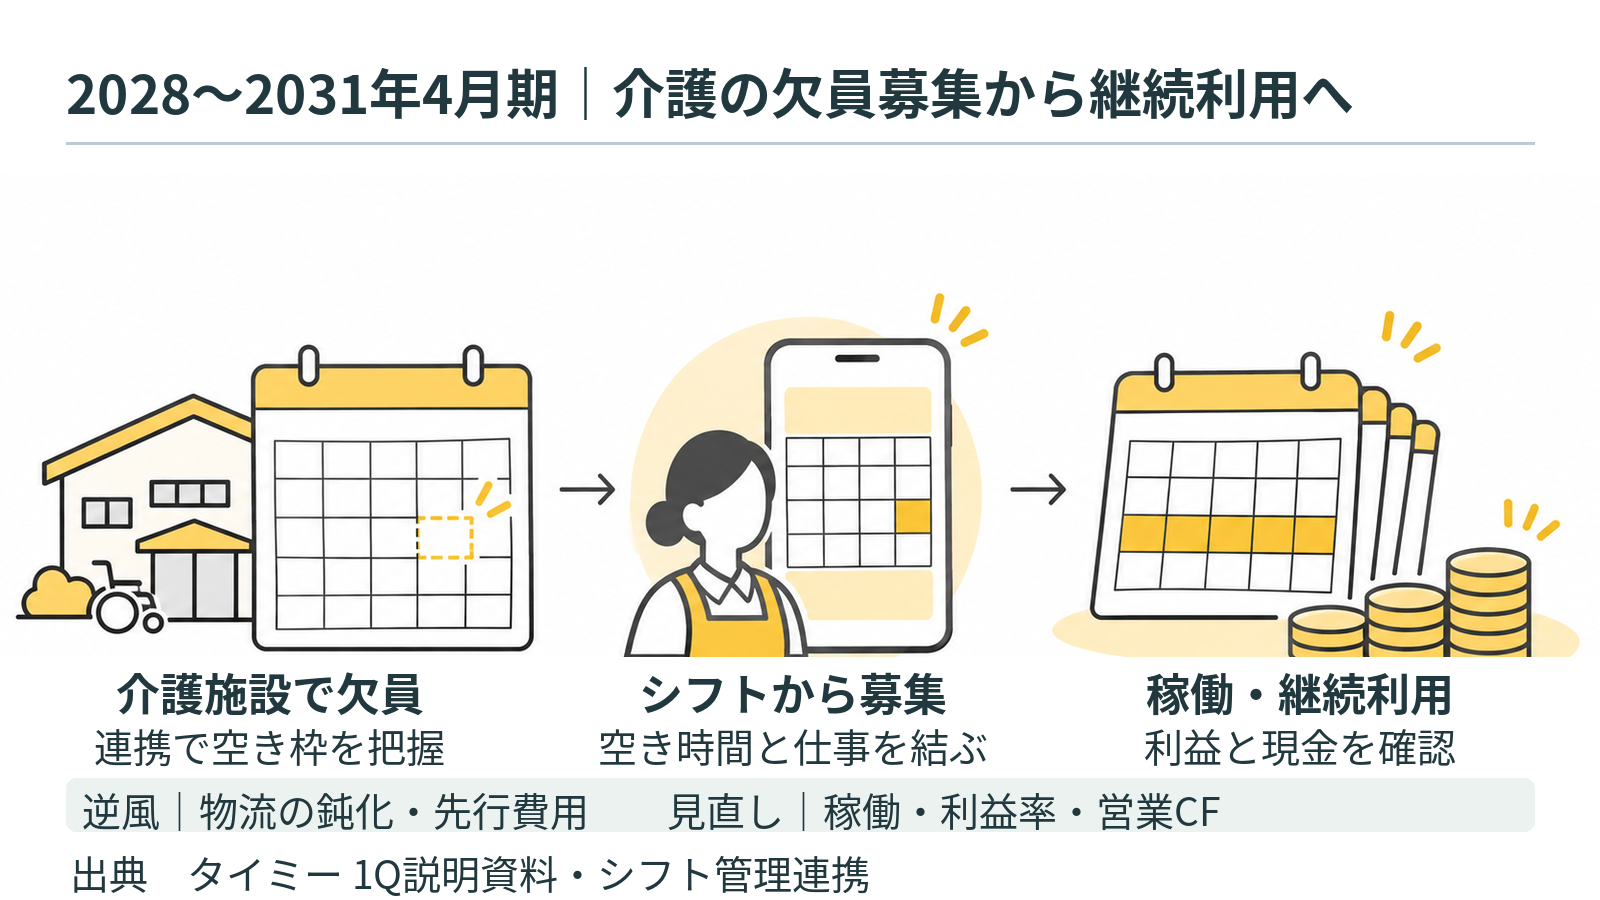 2028〜2031年4月期｜介護の欠員募集から継続利用へ
介護施設で欠員
連携で空き枠を把握
シフトから募集
空き時間と仕事を結ぶ
稼働・継続利用
利益と現金を確認
逆風｜物流の鈍化・先行費用　　見直し｜稼働・利益率・営業CF
出典　タイミー 1Q説明資料・シフト管理連携